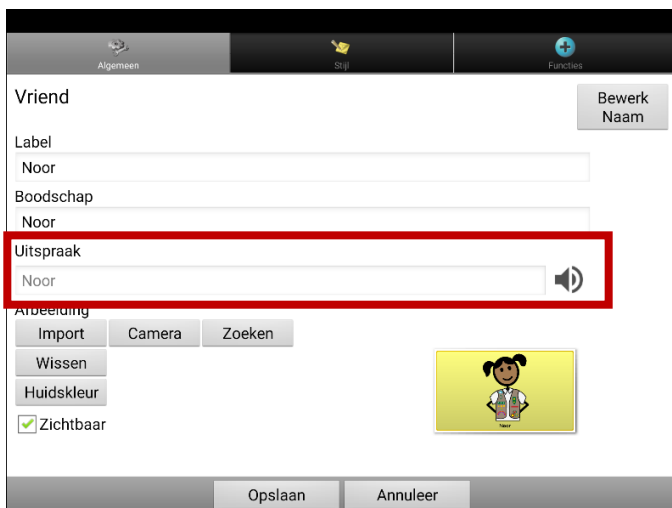 Algemeen
Stijl
Functies
Vriend
Bewerk
Naam
Label
Noor
Boodschap
Noor
Uitspraak
Noor
Afbeelding
Import Camera Zoeken
Wissen
Huidskleur
Zichtbaar
Noor
Opslaan Annuleer